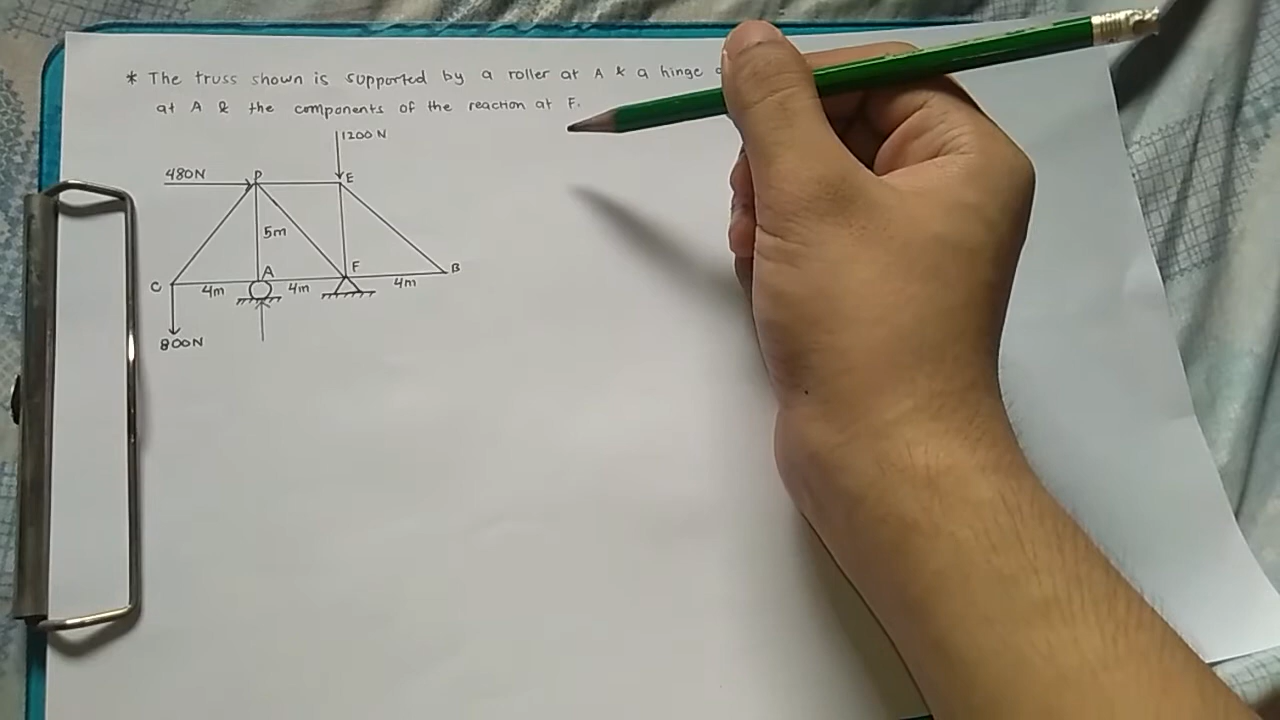 * The truss shown is supported by a roller at A & a hinge
at A & the components of the reaction at F.
1200 N
480N
D
E
5m
A
F
B
C
4m
4m
4m
800N